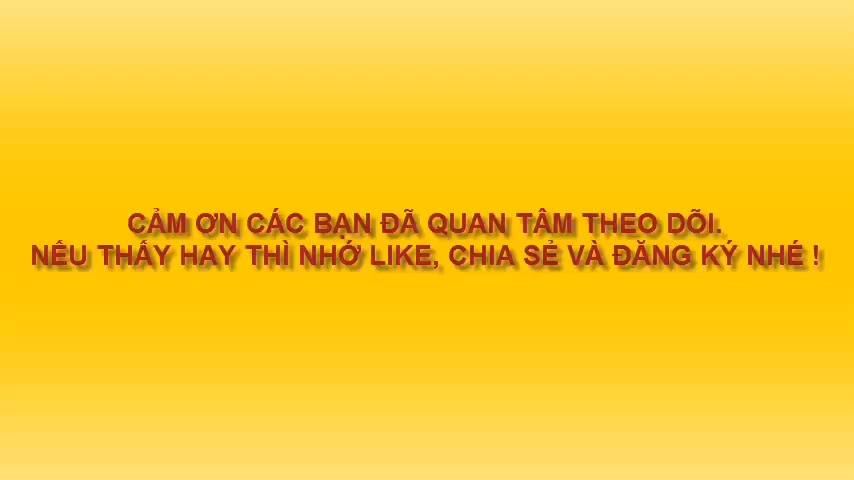 CẢM ƠN CÁC BẠN ĐÃ QUAN TÂM THEO DÕI.
NẾU THẤY HAY THÌ NHỚ LIKE, CHIA SẺ VÀ ĐĂNG KÝ NHÉ !